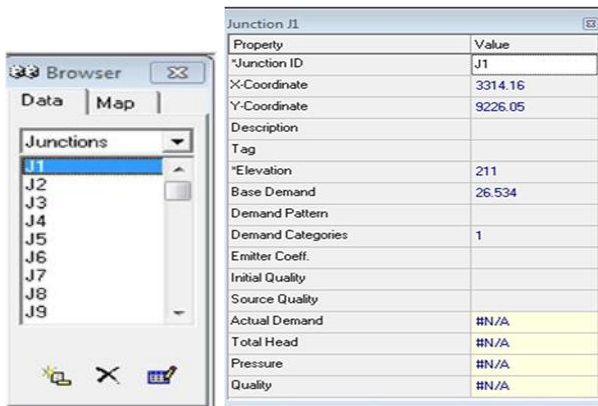 Browser
Data Map
Junctions
J1
J2
J3
J4
J5
J6
J7
J8
J9
Junction J1
Property Value
*Junction ID J1
X-Coordinate 3314.16
Y-Coordinate 9226.05
Description
Tag
*Elevation 211
Base Demand 26.534
Demand Pattern
Demand Categories 1
Emitter Coeff.
Initial Quality
Source Quality
Actual Demand #N/A
Total Head #N/A
Pressure #N/A
Quality #N/A